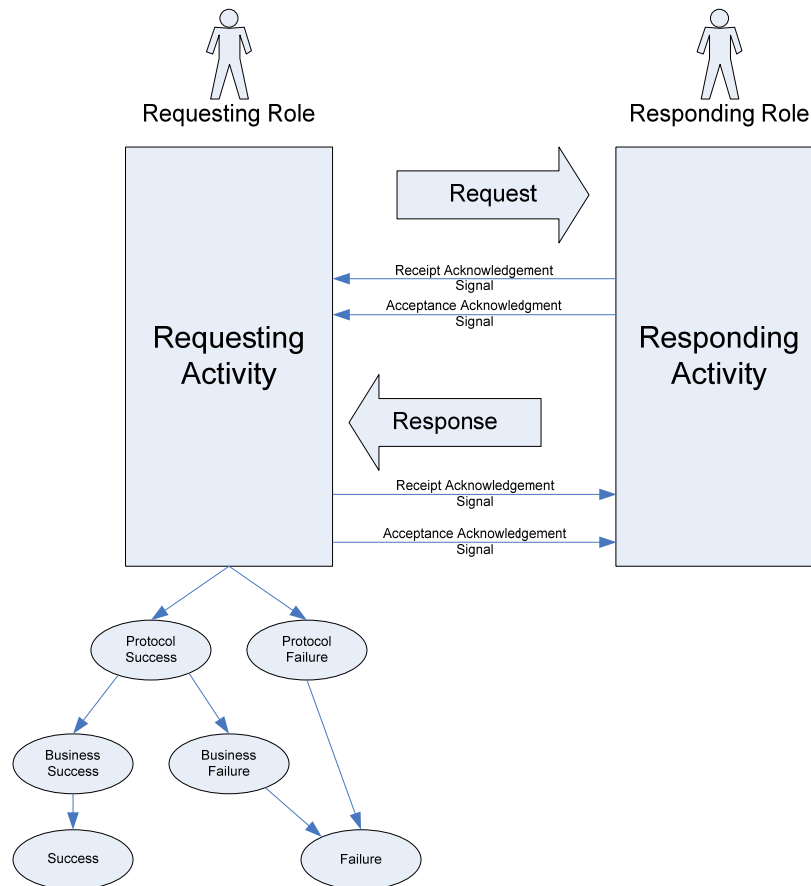 Requesting Role
Responding Role
Request
Receipt Acknowledgement
Signal
Acceptance Acknowledgment
Signal
Requesting
Activity
Responding
Activity
Response
Receipt Acknowledgement
Signal
Acceptance Acknowledgement
Signal
Protocol
Success
Protocol
Failure
Business
Success
Business
Failure
Success
Failure